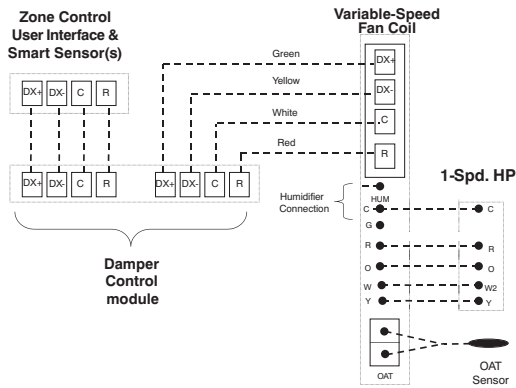 Zone Control
User Interface &
Smart Sensor(s)
DX+ DX- C R
DX+ DX- C R
DX+ DX- C R
Damper
Control
module
Green
Yellow
White
Red
Variable-Speed
Fan Coil
DX+
DX-
C
R
Humidifier
Connection
HUM
C
G
R
O
W
Y
OAT
1-Spd. HP
C
R
O
W2
Y
OAT
Sensor